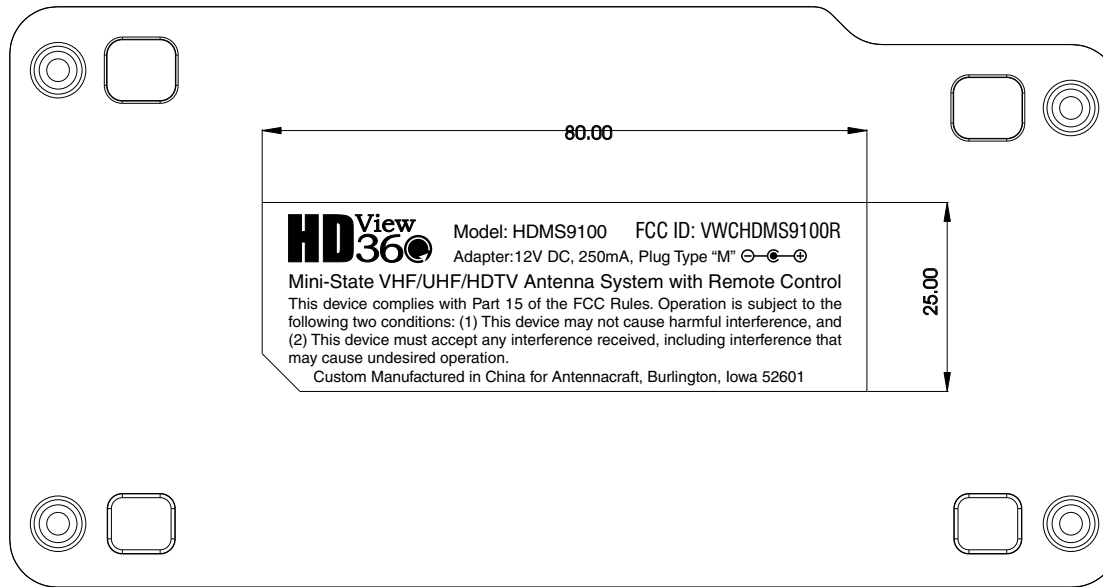 80.00
HD View 360
Model: HDMS9100 FCC ID: VWCHDMS9100R
Adapter:12V DC, 250mA, Plug Type “M”
Mini-State VHF/UHF/HDTV Antenna System with Remote Control
This device complies with Part 15 of the FCC Rules. Operation is subject to the
following two conditions: (1) This device may not cause harmful interference, and
(2) This device must accept any interference received, including interference that
may cause undesired operation.
Custom Manufactured in China for Antennacraft, Burlington, Iowa 52601
25.00